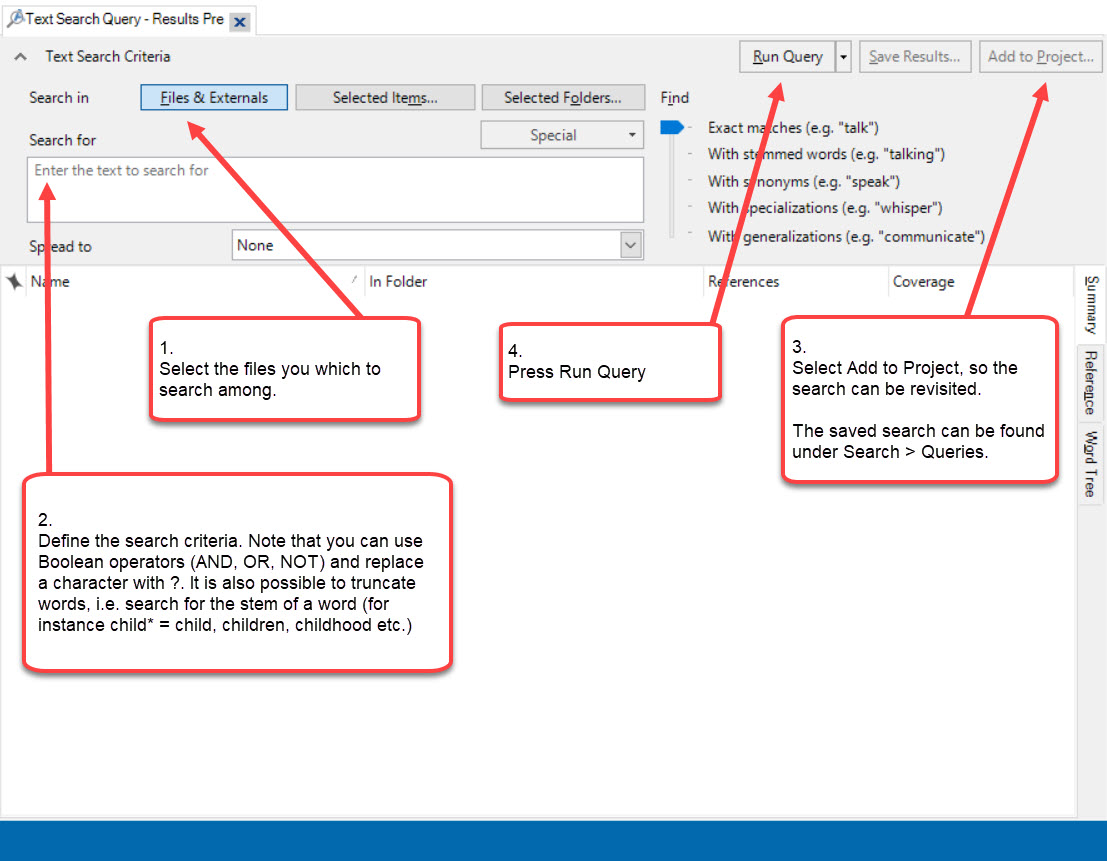 Text Search Query - Results Pre
Text Search Criteria
Run Query
Save Results...
Add to Project...
Search in
Files & Externals
Selected Items...
Selected Folders...
Find
Search for
Special
Exact matches (e.g. "talk")
With stemmed words (e.g. "talking")
With synonyms (e.g. "speak")
With specializations (e.g. "whisper")
With generalizations (e.g. "communicate")
Enter the text to search for
Spread to
None
Name
In Folder
References
Coverage
Summary
Reference
Word Tree
1.
Select the files you which to
search among.
2.
Define the search criteria. Note that you can use
Boolean operators (AND, OR, NOT) and replace
a character with ?. It is also possible to truncate
words, i.e. search for the stem of a word (for
instance child* = child, children, childhood etc.)
4.
Press Run Query
3.
Select Add to Project, so the
search can be revisited.
The saved search can be found
under Search > Queries.